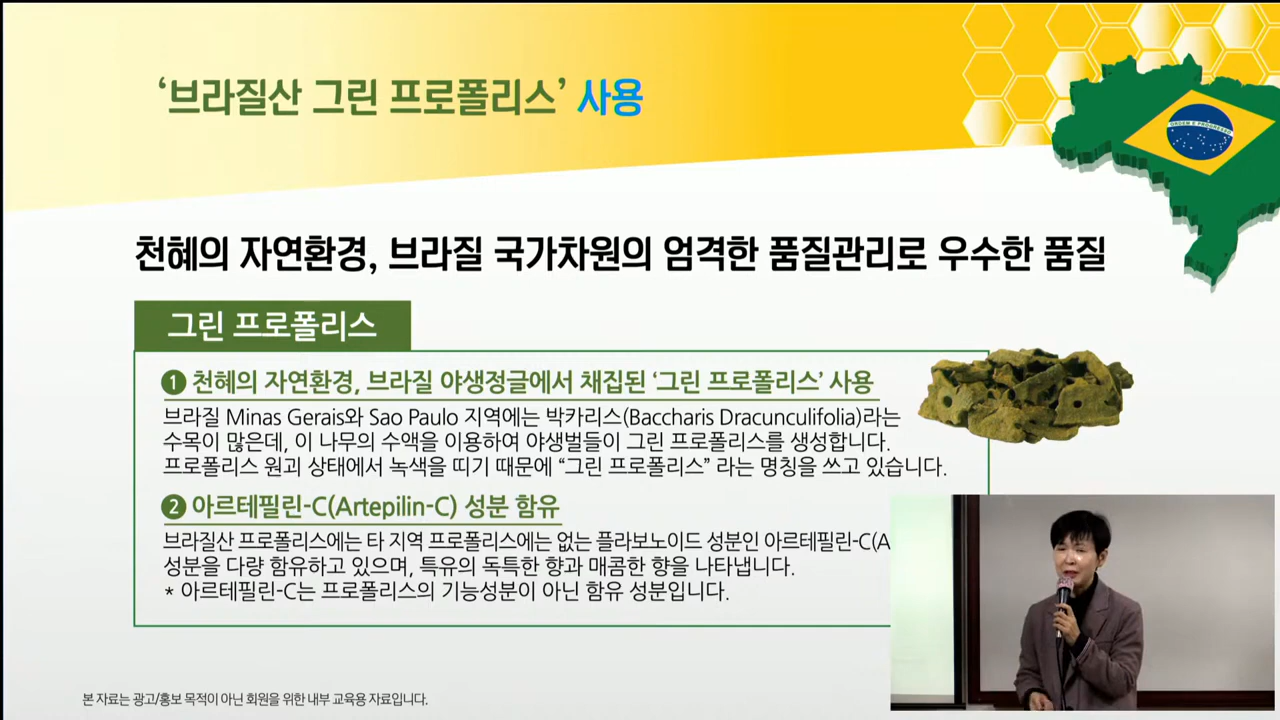 ‘브라질산 그린 프로폴리스’ 사용
ORDEM E PROGRESSO
천혜의 자연환경, 브라질 국가차원의 엄격한 품질관리로 우수한 품질
그린 프로폴리스
❶ 천혜의 자연환경, 브라질 야생정글에서 채집된 ‘그린 프로폴리스’ 사용
브라질 Minas Gerais와 Sao Paulo 지역에는 박카리스(Baccharis Dracunculifolia)라는
수목이 많은데, 이 나무의 수액을 이용하여 야생벌들이 그린 프로폴리스를 생성합니다.
프로폴리스 원괴 상태에서 녹색을 띠기 때문에 “그린 프로폴리스” 라는 명칭을 쓰고 있습니다.
❷ 아르테필린-C(Artepilin-C) 성분 함유
브라질산 프로폴리스에는 타 지역 프로폴리스에는 없는 플라보노이드 성분인 아르테필린-C(A
성분을 다량 함유하고 있으며, 특유의 독특한 향과 매콤한 향을 나타냅니다.
* 아르테필린-C는 프로폴리스의 기능성분이 아닌 함유 성분입니다.
본 자료는 광고/홍보 목적이 아닌 회원을 위한 내부 교육용 자료입니다.